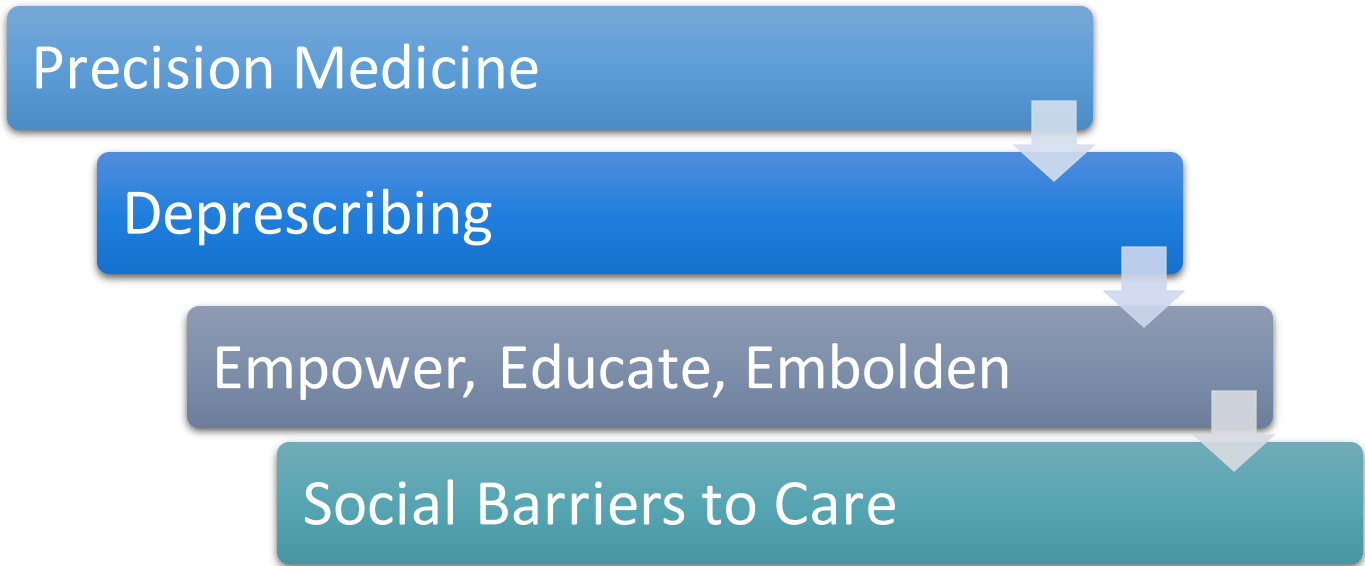 Precision Medicine
Deprescribing
Empower, Educate, Embolden
Social Barriers to Care